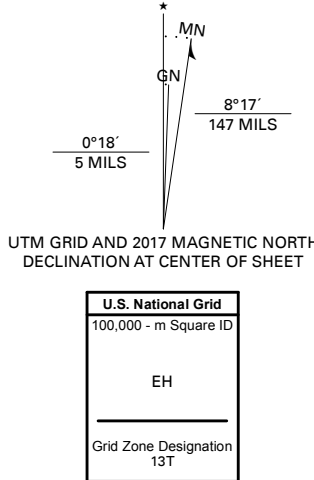 MN
GN
8°17´
147 MILS
0°18´
5 MILS
UTM GRID AND 2017 MAGNETIC NORTH
DECLINATION AT CENTER OF SHEET
U.S. National Grid
100,000 - m Square ID
EH
Grid Zone Designation
13T